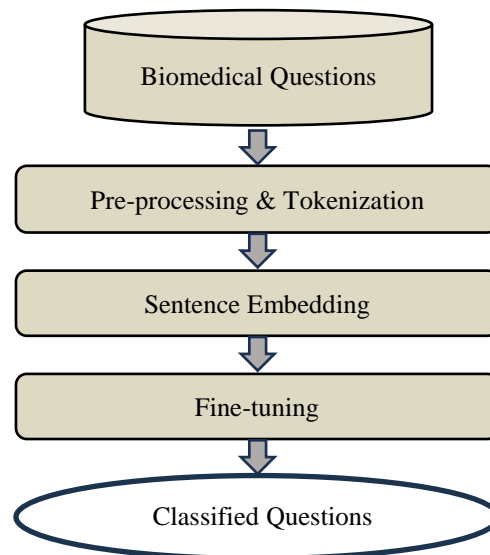 Biomedical Questions
Pre-processing & Tokenization
Sentence Embedding
Fine-tuning
Classified Questions